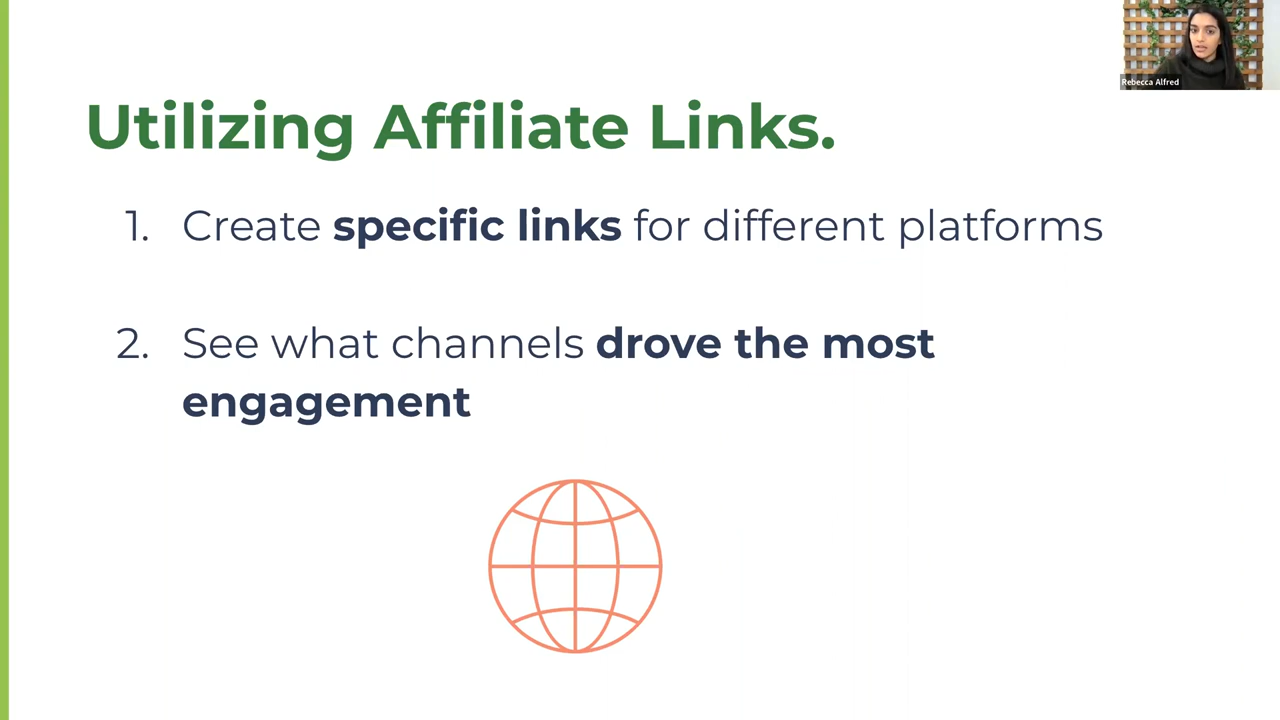 Rebecca Alfred
Utilizing Affiliate Links.
1. Create specific links for different platforms
2. See what channels drove the most
engagement